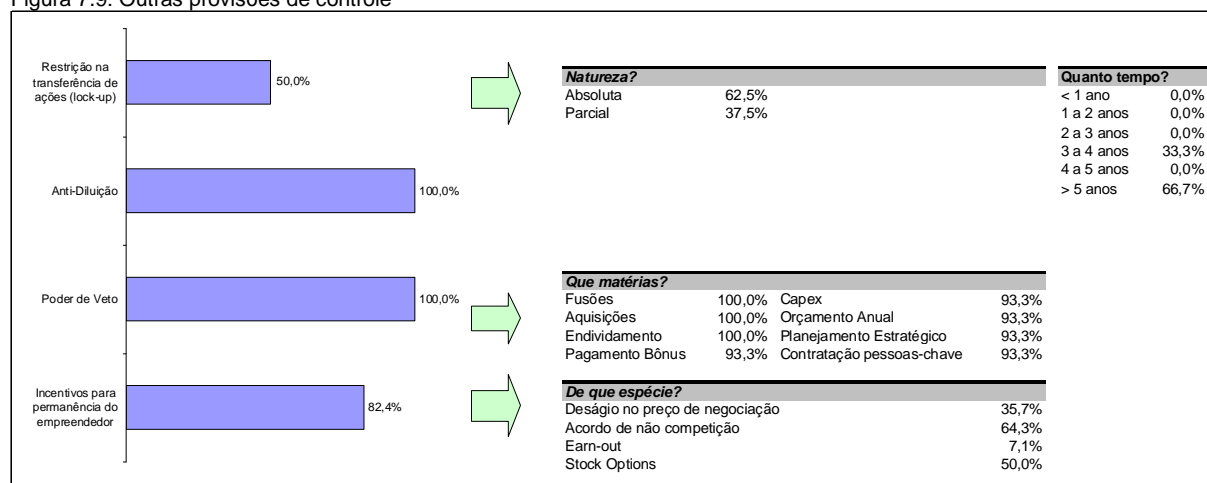 Figura 7.9: Outras provisões de controle
Restrição na
transferência de
ações (lock-up)
50,0%
Natureza?
Absoluta 62,5%
Parcial 37,5%
Quanto tempo?
< 1 ano 0,0%
1 a 2 anos 0,0%
2 a 3 anos 0,0%
3 a 4 anos 33,3%
4 a 5 anos 0,0%
> 5 anos 66,7%
Anti-Diluição
100,0%
Poder de Veto
100,0%
Que matérias?
Fusões 100,0% Capex 93,3%
Aquisições 100,0% Orçamento Anual 93,3%
Endividamento 100,0% Planejamento Estratégico 93,3%
Pagamento Bônus 93,3% Contratação pessoas-chave 93,3%
Incentivos para
permanência do
empreendedor
82,4%
De que espécie?
Deságio no preço de negociação 35,7%
Acordo de não competição 64,3%
Earn-out 7,1%
Stock Options 50,0%